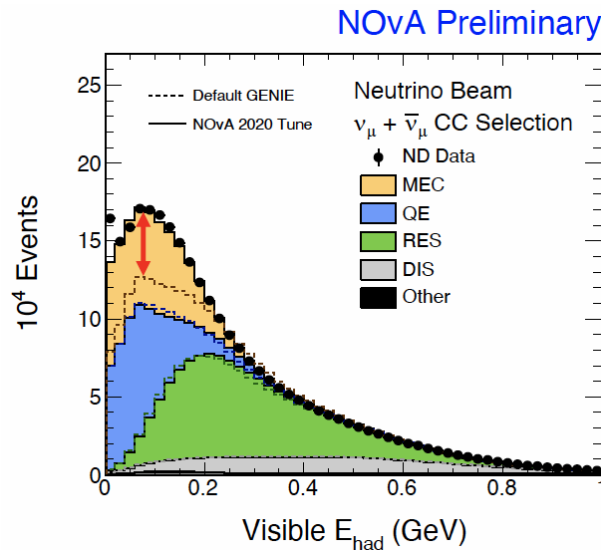 NOvA Preliminary
25
20
15
10
5
0
10⁴ Events
Default GENIE
NOvA 2020 Tune
Neutrino Beam
νμ + ν̄μ CC Selection
ND Data
MEC
QE
RES
DIS
Other
0 0.2 0.4 0.6 0.8 1
Visible E_had (GeV)